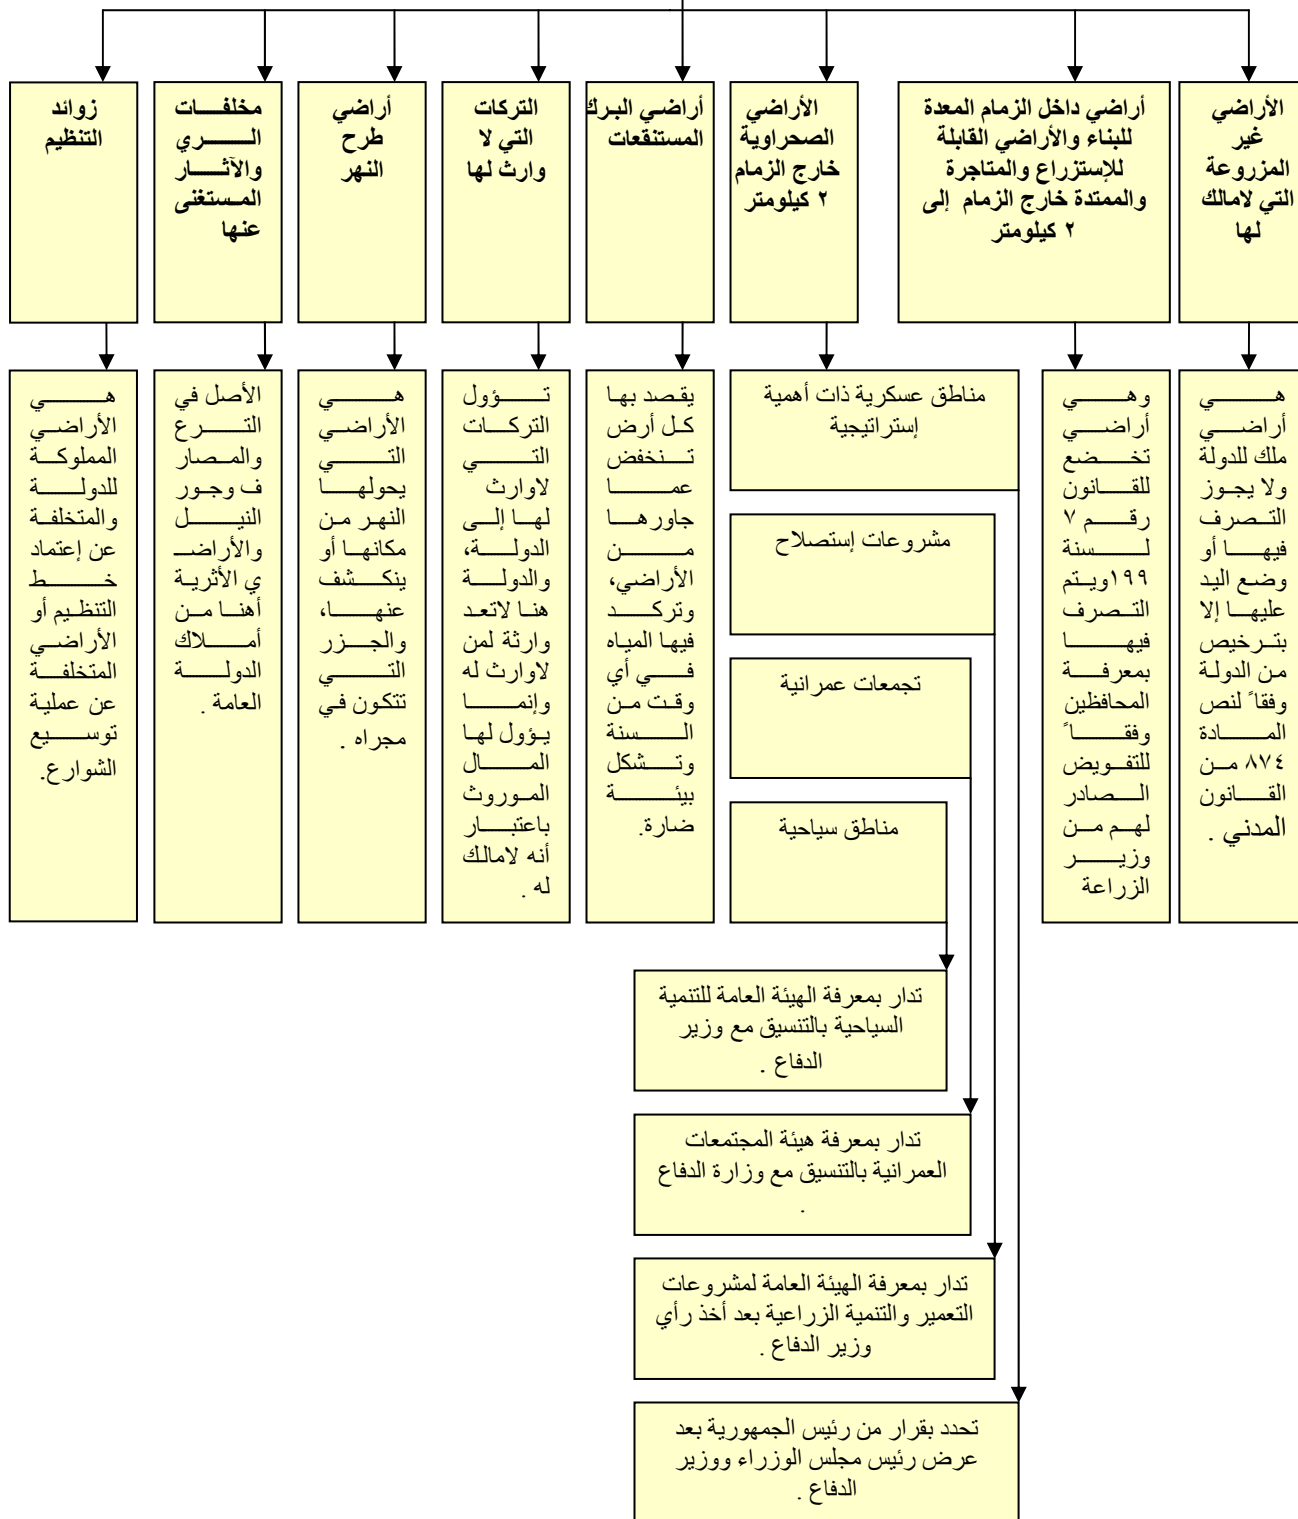 الأراضي
غير
المزروعة
التي لامالك
لها
أراضي داخل الزمام المعدة
للبناء والأراضي القابلة
للإستزراع والمتاجرة
والممتدة خارج الزمام إلى
٢ كيلومتر
الأراضي
الصحراوية
خارج الزمام
٢ كيلومتر
أراضي البرك
المستنقعات
التركات
التي لا
وارث لها
أراضي
طرح
النهر
مخلفات
الري
والآثار
المستغنى
عنها
زوائد
التنظيم
هي
أراضي
ملك للدولة
ولا يجوز
التصرف
فيها أو
وضع اليد
عليها إلا
بترخيص
من الدولة
وفقاً لنص
المادة
٨٧٤ من
القانون
المدني .
وهي
أراضي
تخضع
للقانون
رقم ٧
لسنة
١٩٩ويتم
التصرف
فيها
بمعرفة
المحافظين
وفقاً
للتفويض
الصادر
لهم من
وزير
الزراعة
مناطق عسكرية ذات أهمية
إستراتيجية
مشروعات إستصلاح
تجمعات عمرانية
مناطق سياحية
يقصد بها
كل أرض
تنخفض
عما
جاورها
من
الأراضي،
وتركد
فيها المياه
في أي
وقت من
السنة
وتشكل
بيئة
ضارة.
تؤول
التركات
التي
لاوارث
لها إلى
الدولة،
والدولة
هنا لاتعد
وارثة لمن
لاوارث له
وإنما
يؤول لها
المال
الموروث
باعتبار
أنه لامالك
له .
هي
الأراضي
التي
يحولها
النهر من
مكانها أو
ينكشف
عنها،
والجزر
التي
تتكون في
مجراه .
الأصل في
الترع
والمصار
ف وجور
النيل
والأراض
ي الأثرية
أهنا من
أملاك
الدولة
العامة .
هي
الأراضي
المملوكة
للدولة
والمتخلفة
عن إعتماد
خط
التنظيم أو
الأراضي
المتخلفة
عن عملية
توسيع
الشوارع.
تدار بمعرفة الهيئة العامة للتنمية
السياحية بالتنسيق مع وزير
الدفاع .
تدار بمعرفة هيئة المجتمعات
العمرانية بالتنسيق مع وزارة الدفاع
.
تدار بمعرفة الهيئة العامة لمشروعات
التعمير والتنمية الزراعية بعد أخذ رأي
وزير الدفاع .
تحدد بقرار من رئيس الجمهورية بعد
عرض رئيس مجلس الوزراء ووزير
الدفاع .